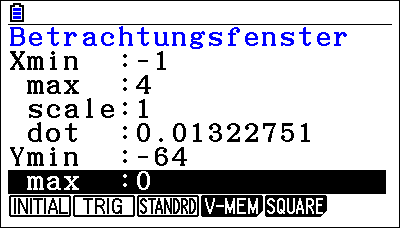 Betrachtungsfenster
Xmin :-1
max :4
scale:1
dot :0.01322751
Ymin :-64
max :0
INITIAL TRIG STANDRD V-MEM SQUARE